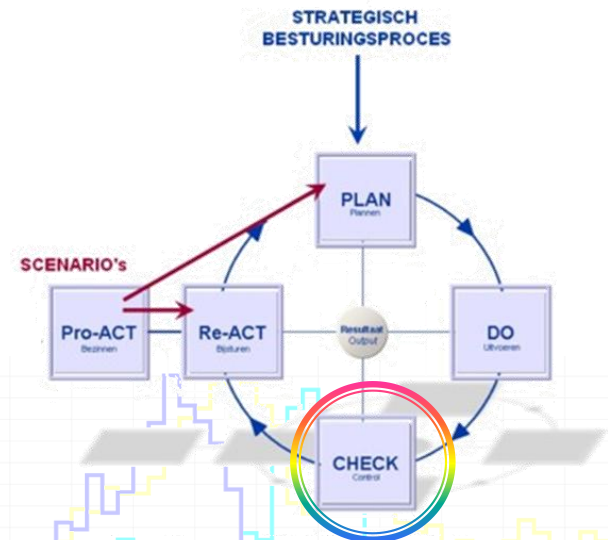 STRATEGISCH
BESTURINGSPROCES
PLAN
Plannen
SCENARIO's
Pro-ACT
Bezinnen
Re-ACT
Bijsturen
Resultaat
Output
DO
Uitvoeren
CHECK
Control